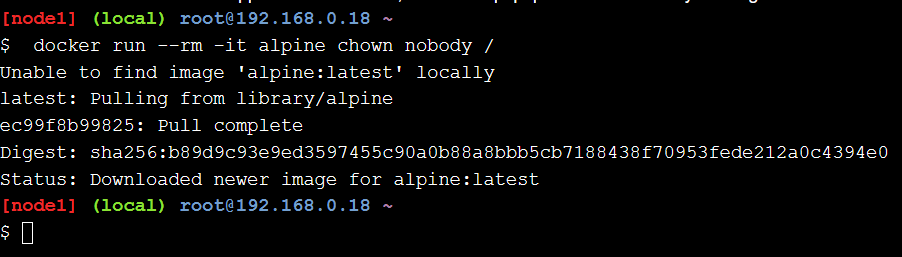 [node1] (local) root@192.168.0.18 ~
$  docker run --rm -it alpine chown nobody /
Unable to find image 'alpine:latest' locally
latest: Pulling from library/alpine
ec99f8b99825: Pull complete
Digest: sha256:b89d9c93e9ed3597455c90a0b88a8bbb5cb7188438f70953fede212a0c4394e0
Status: Downloaded newer image for alpine:latest
[node1] (local) root@192.168.0.18 ~
$